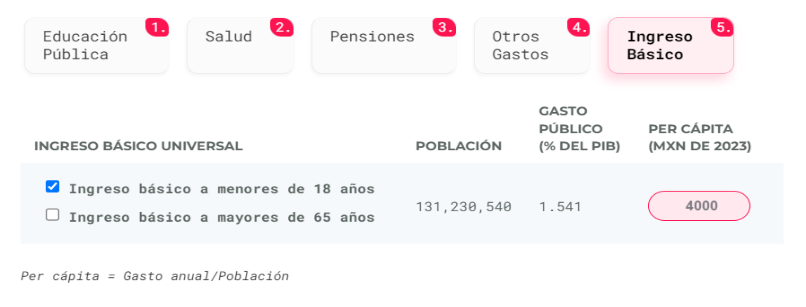 Educación
Pública
1.
Salud
2.
Pensiones
3.
Otros
Gastos
4.
Ingreso
Básico
5.
INGRESO BÁSICO UNIVERSAL
POBLACIÓN
GASTO
PÚBLICO
(% DEL PIB)
PER CÁPITA
(MXN DE 2023)
Ingreso básico a menores de 18 años
Ingreso básico a mayores de 65 años
131,230,540
1.541
4000
Per cápita = Gasto anual/Población